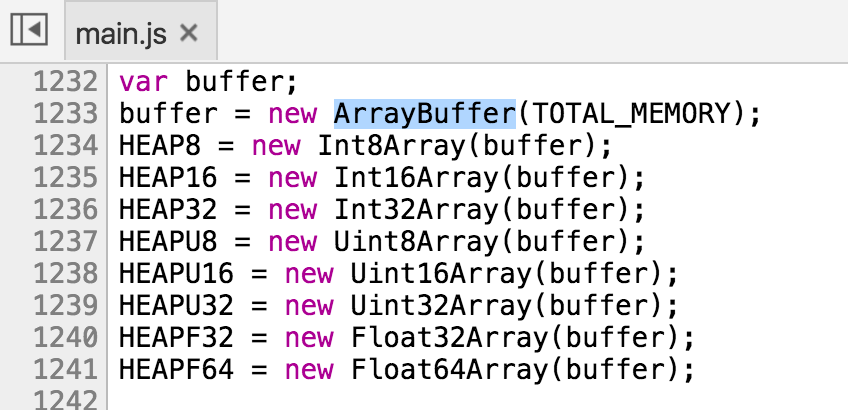 main.js ×
1232 var buffer;
1233 buffer = new ArrayBuffer(TOTAL_MEMORY);
1234 HEAP8 = new Int8Array(buffer);
1235 HEAP16 = new Int16Array(buffer);
1236 HEAP32 = new Int32Array(buffer);
1237 HEAPU8 = new Uint8Array(buffer);
1238 HEAPU16 = new Uint16Array(buffer);
1239 HEAPU32 = new Uint32Array(buffer);
1240 HEAPF32 = new Float32Array(buffer);
1241 HEAPF64 = new Float64Array(buffer);
1242